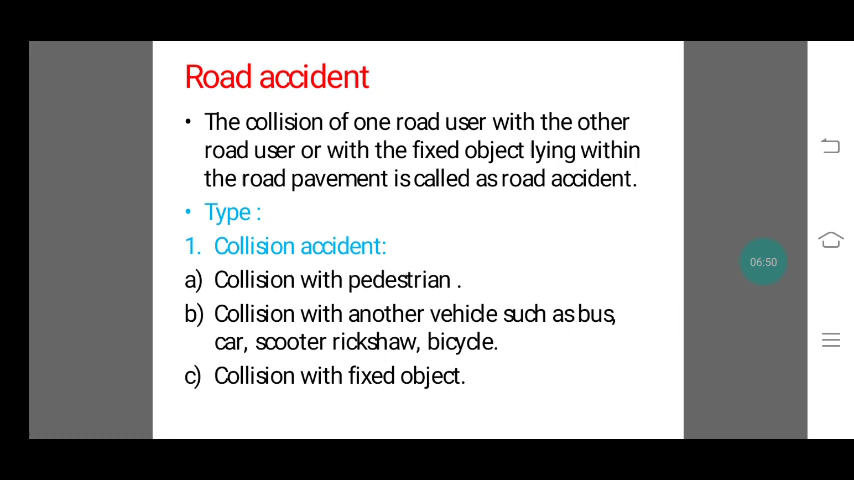 Road accident
• The collision of one road user with the other
road user or with the fixed object lying within
the road pavement is called as road accident.
• Type :
1. Collision accident:
a) Collision with pedestrian .
b) Collision with another vehicle such as bus,
car, scooter rickshaw, bicycle.
c) Collision with fixed object.
06:50